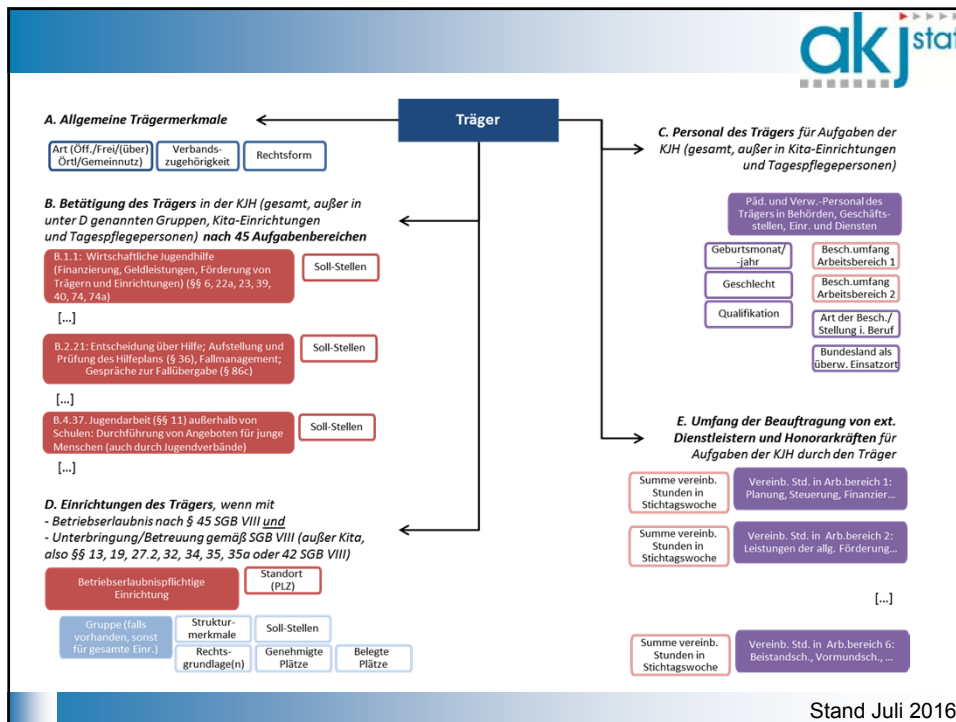 akjstat
Träger
A. Allgemeine Trägermerkmale
Art (Öff./Frei/(über)
Örtl/Gemeinnutz)
Verbands-
zugehörigkeit
Rechtsform
B. Betätigung des Trägers in der KJH (gesamt, außer in
unter D genannten Gruppen, Kita-Einrichtungen
und Tagespflegepersonen) nach 45 Aufgabenbereichen
B.1.1: Wirtschaftliche Jugendhilfe
(Finanzierung, Geldleistungen, Förderung von
Trägern und Einrichtungen) (§§ 6, 22a, 23, 39,
40, 74, 74a)
Soll-Stellen
[...]
B.2.21: Entscheidung über Hilfe; Aufstellung und
Prüfung des Hilfeplans (§ 36), Fallmanagement;
Gespräche zur Fallübergabe (§ 86c)
Soll-Stellen
[...]
B.4.37. Jugendarbeit (§§ 11) außerhalb von
Schulen: Durchführung von Angeboten für junge
Menschen (auch durch Jugendverbände)
Soll-Stellen
[...]
D. Einrichtungen des Trägers, wenn mit
- Betriebserlaubnis nach § 45 SGB VIII und
- Unterbringung/Betreuung gemäß SGB VIII (außer Kita,
also §§ 13, 19, 27.2, 32, 34, 35, 35a oder 42 SGB VIII)
Betriebserlaubnispflichtige
Einrichtung
Standort
(PLZ)
Gruppe (falls
vorhanden, sonst
für gesamte Einr.)
Struktur-
merkmale
Soll-Stellen
Rechts-
grundlage(n)
Genehmigte
Plätze
Belegte
Plätze
C. Personal des Trägers für Aufgaben der
KJH (gesamt, außer in Kita-Einrichtungen
und Tagespflegepersonen)
Päd. und Verw.-Personal des
Trägers in Behörden, Geschäfts-
stellen, Einr. und Diensten
Geburtsmonat/
-jahr
Geschlecht
Qualifikation
Besch.umfang
Arbeitsbereich 1
Besch.umfang
Arbeitsbereich 2
Art der Besch./
Stellung i. Beruf
Bundesland als
überw. Einsatzort
E. Umfang der Beauftragung von ext.
Dienstleistern und Honorarkräften für
Aufgaben der KJH durch den Träger
Summe vereinb.
Stunden in
Stichtagswoche
Vereinb. Std. in Arb.bereich 1:
Planung, Steuerung, Finanzier...
Summe vereinb.
Stunden in
Stichtagswoche
Vereinb. Std. in Arb.bereich 2:
Leistungen der allg. Förderung...
[...]
Summe vereinb.
Stunden in
Stichtagswoche
Vereinb. Std. in Arb.bereich 6:
Beistandsch., Vormundsch., ...
Stand Juli 2016